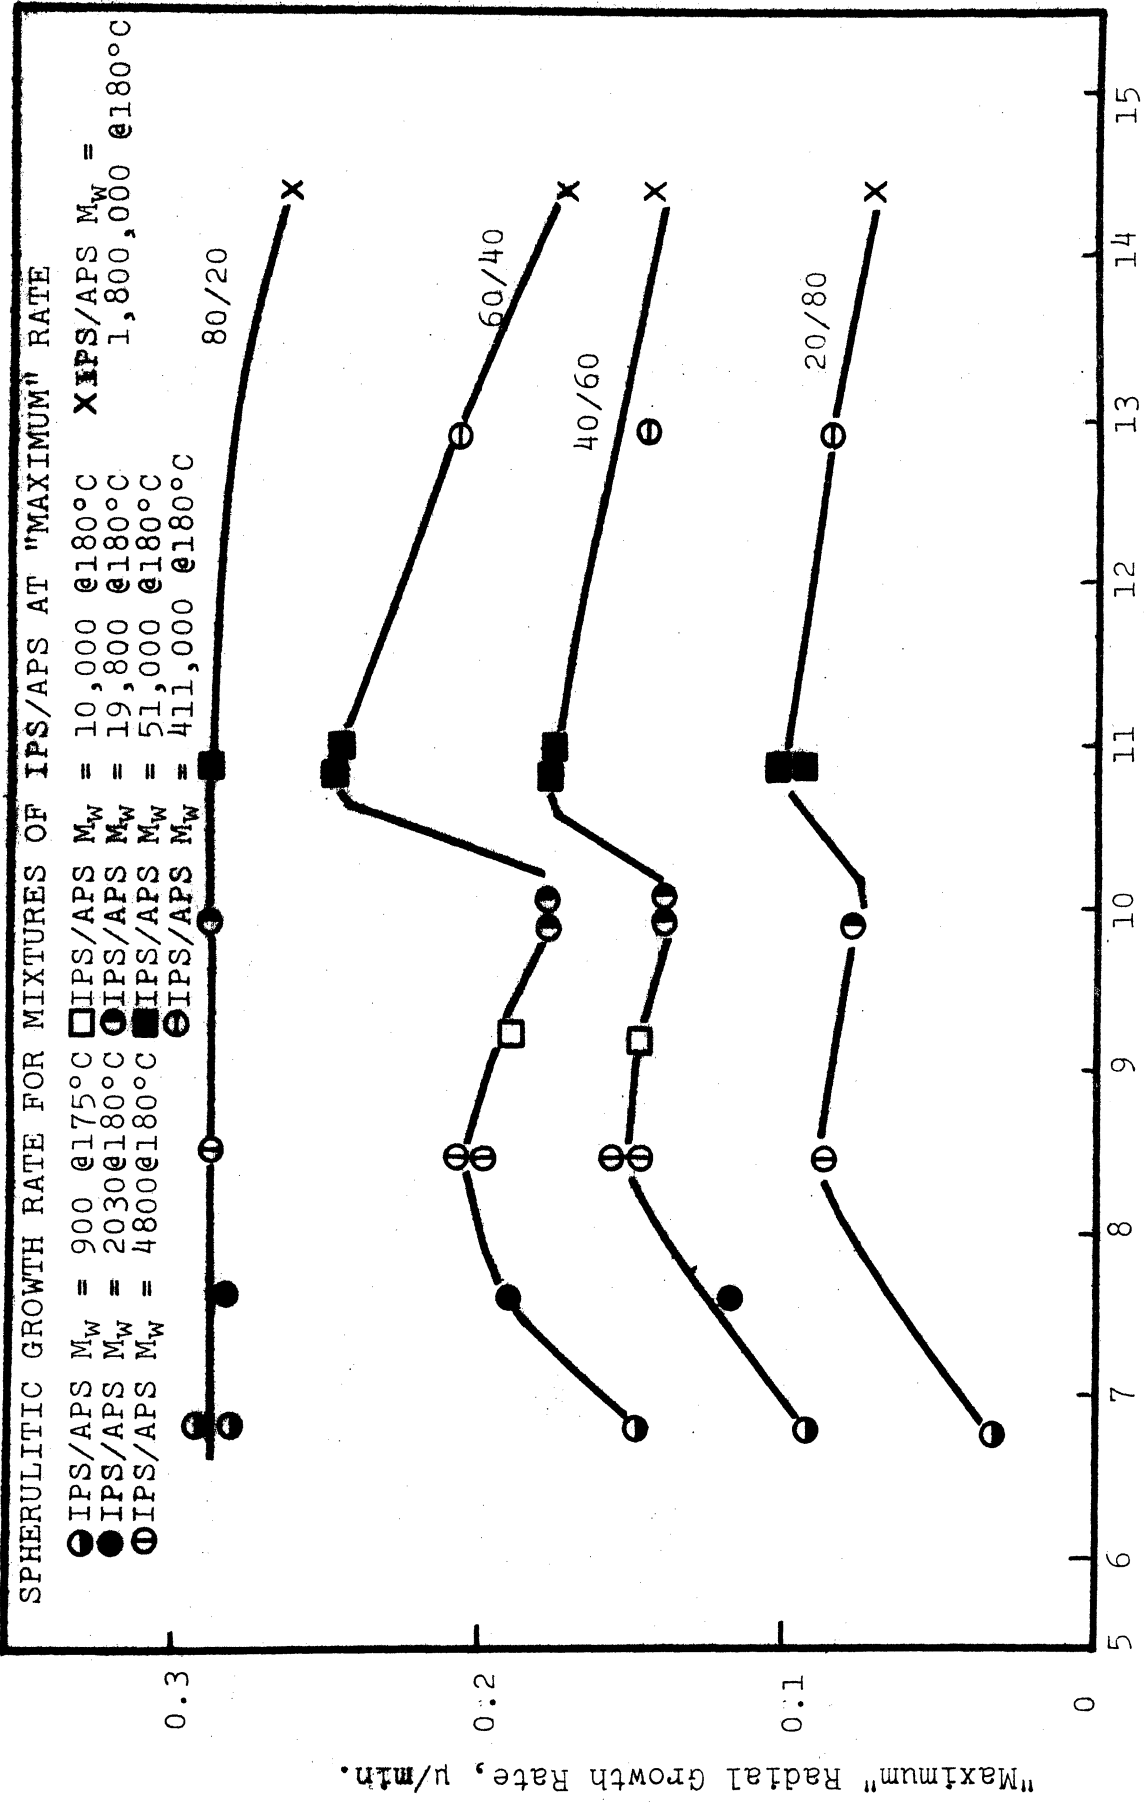 SPHERULITIC GROWTH RATE FOR MIXTURES OF IPS/APS AT "MAXIMUM" RATE
IPS/APS Mw = 900 @175°C
IPS/APS Mw = 2030@180°C
IPS/APS Mw = 4800@180°C
IPS/APS Mw = 10,000 @180°C
IPS/APS Mw = 19,800 @180°C
IPS/APS Mw = 51,000 @180°C
IPS/APS Mw = 411,000 @180°C
X IPS/APS Mw =
1,800,000 @180°C
80/20
60/40
40/60
20/80
0.3
0.2
0.1
0
"Maximum" Radial Growth Rate, μ/min.
5 6 7 8 9 10 11 12 13 14 15